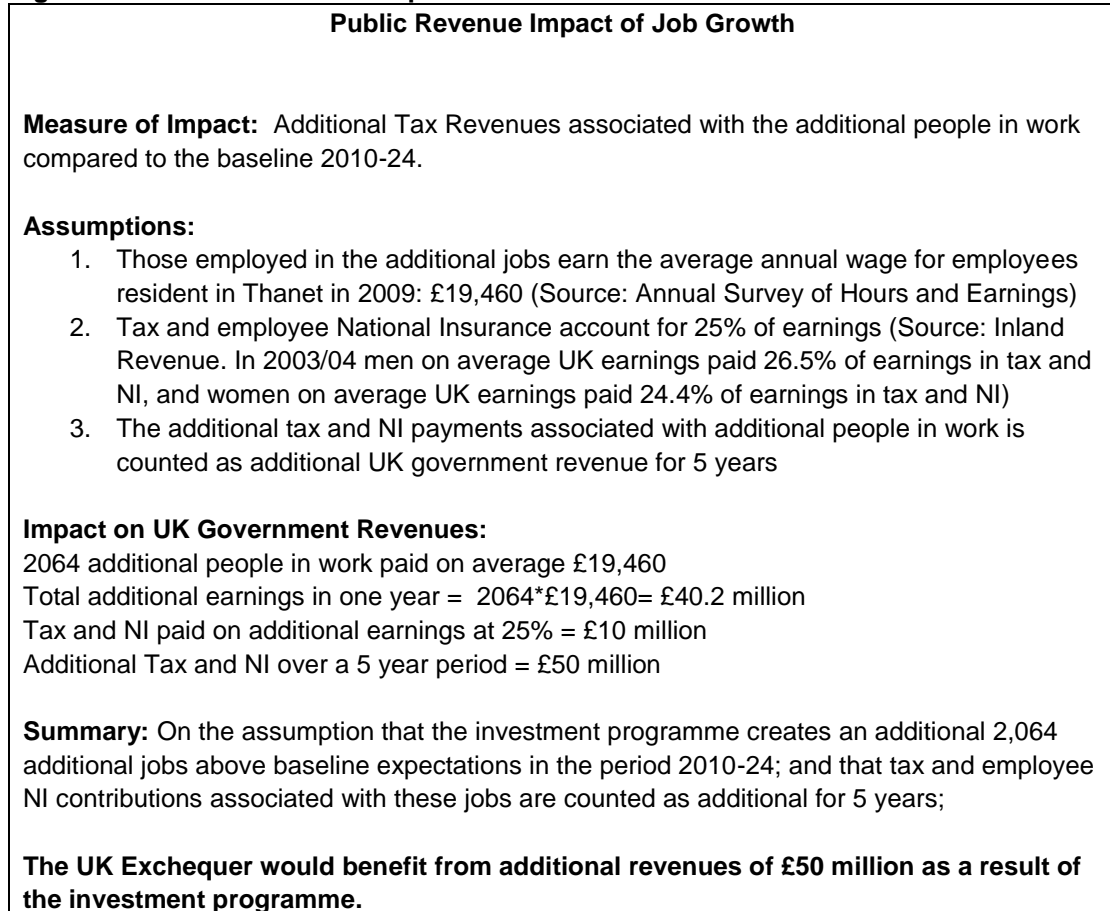 Public Revenue Impact of Job Growth
Measure of Impact: Additional Tax Revenues associated with the additional people in work
compared to the baseline 2010-24.
Assumptions:
1. Those employed in the additional jobs earn the average annual wage for employees
resident in Thanet in 2009: £19,460 (Source: Annual Survey of Hours and Earnings)
2. Tax and employee National Insurance account for 25% of earnings (Source: Inland
Revenue. In 2003/04 men on average UK earnings paid 26.5% of earnings in tax and
NI, and women on average UK earnings paid 24.4% of earnings in tax and NI)
3. The additional tax and NI payments associated with additional people in work is
counted as additional UK government revenue for 5 years
Impact on UK Government Revenues:
2064 additional people in work paid on average £19,460
Total additional earnings in one year = 2064*£19,460= £40.2 million
Tax and NI paid on additional earnings at 25% = £10 million
Additional Tax and NI over a 5 year period = £50 million
Summary: On the assumption that the investment programme creates an additional 2,064
additional jobs above baseline expectations in the period 2010-24; and that tax and employee
NI contributions associated with these jobs are counted as additional for 5 years;
The UK Exchequer would benefit from additional revenues of £50 million as a result of
the investment programme.